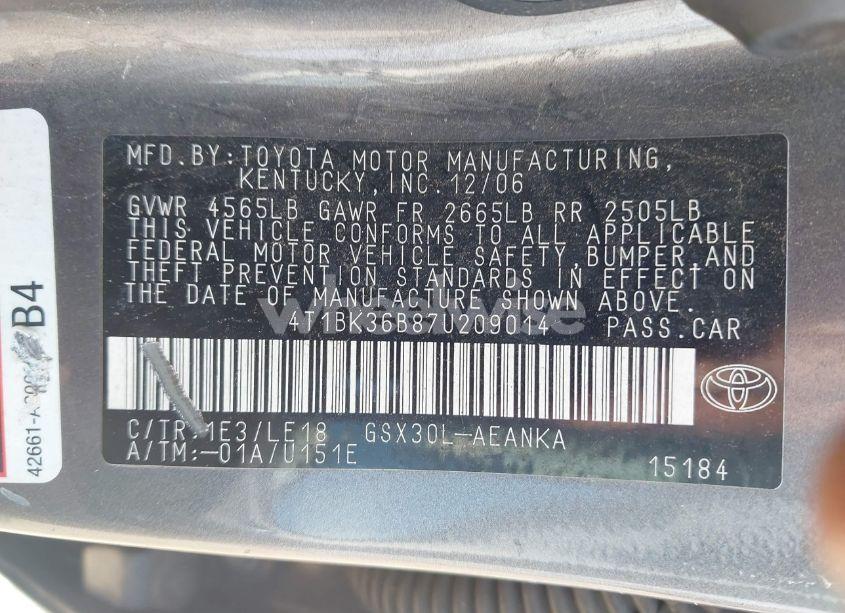 MFD.BY:TOYOTA MOTOR MANUFACTURING,
KENTUCKY,INC.12/06
GVWR 4565LB GAWR FR 2665LB RR 2505LB
THIS VEHICLE CONFORMS TO ALL APPLICABLE
FEDERAL MOTOR VEHICLE SAFETY,BUMPER,AND
THEFT PREVENTION STANDARDS IN EFFECT ON
THE DATE OF MANUFACTURE SHOWN ABOVE.
PASS.CAR
C/TR: 1E3/LE18 GSX30L-AEANKA
A/TM:-01A/U151E
15184
B4